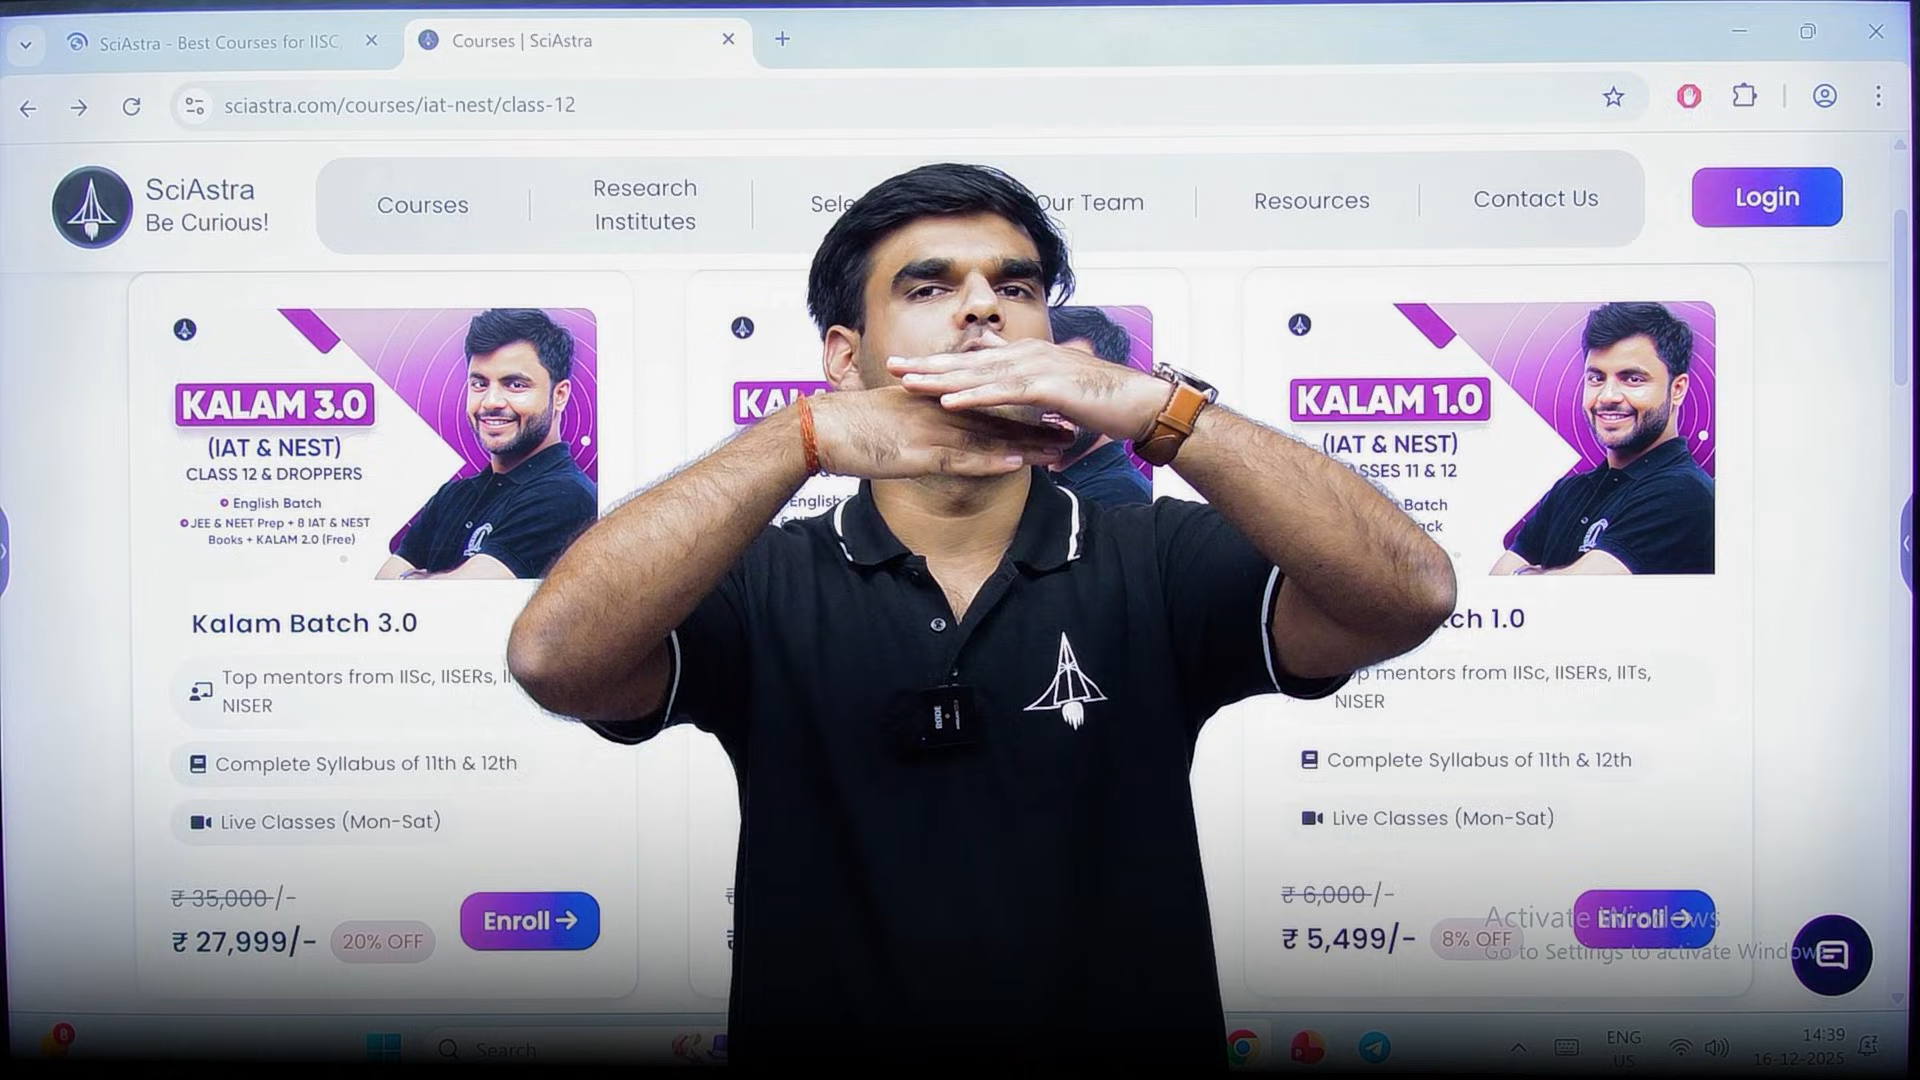 SciAstra - Best Courses for IISC,
Courses | SciAstra
sciastra.com/courses/iat-nest/class-12
SciAstra
Be Curious!
Courses
Research
Institutes
Our Team
Resources
Contact Us
Login
KALAM 3.0
(IAT & NEST)
CLASS 12 & DROPPERS
English Batch
JEE & NEET Prep + 8 IAT & NEST
Books + KALAM 2.0 (Free)
Kalam Batch 3.0
Top mentors from IISc, IISERs,
NISER
Complete Syllabus of 11th & 12th
Live Classes (Mon-Sat)
₹ 35,000/-
₹ 27,999/-
20% OFF
Enroll →
English
KALAM 1.0
(IAT & NEST)
11 & 12
Batch
1.0
mentors from IISc, IISERs, IITs,
NISER
Complete Syllabus of 11th & 12th
Live Classes (Mon-Sat)
₹ 6,000/-
₹ 5,499/-
8% OFF
Enroll →
Activate Windows
Go to Settings to activate Windows
RØDE
8
Search
ENG
US
14:39
16-12-2025